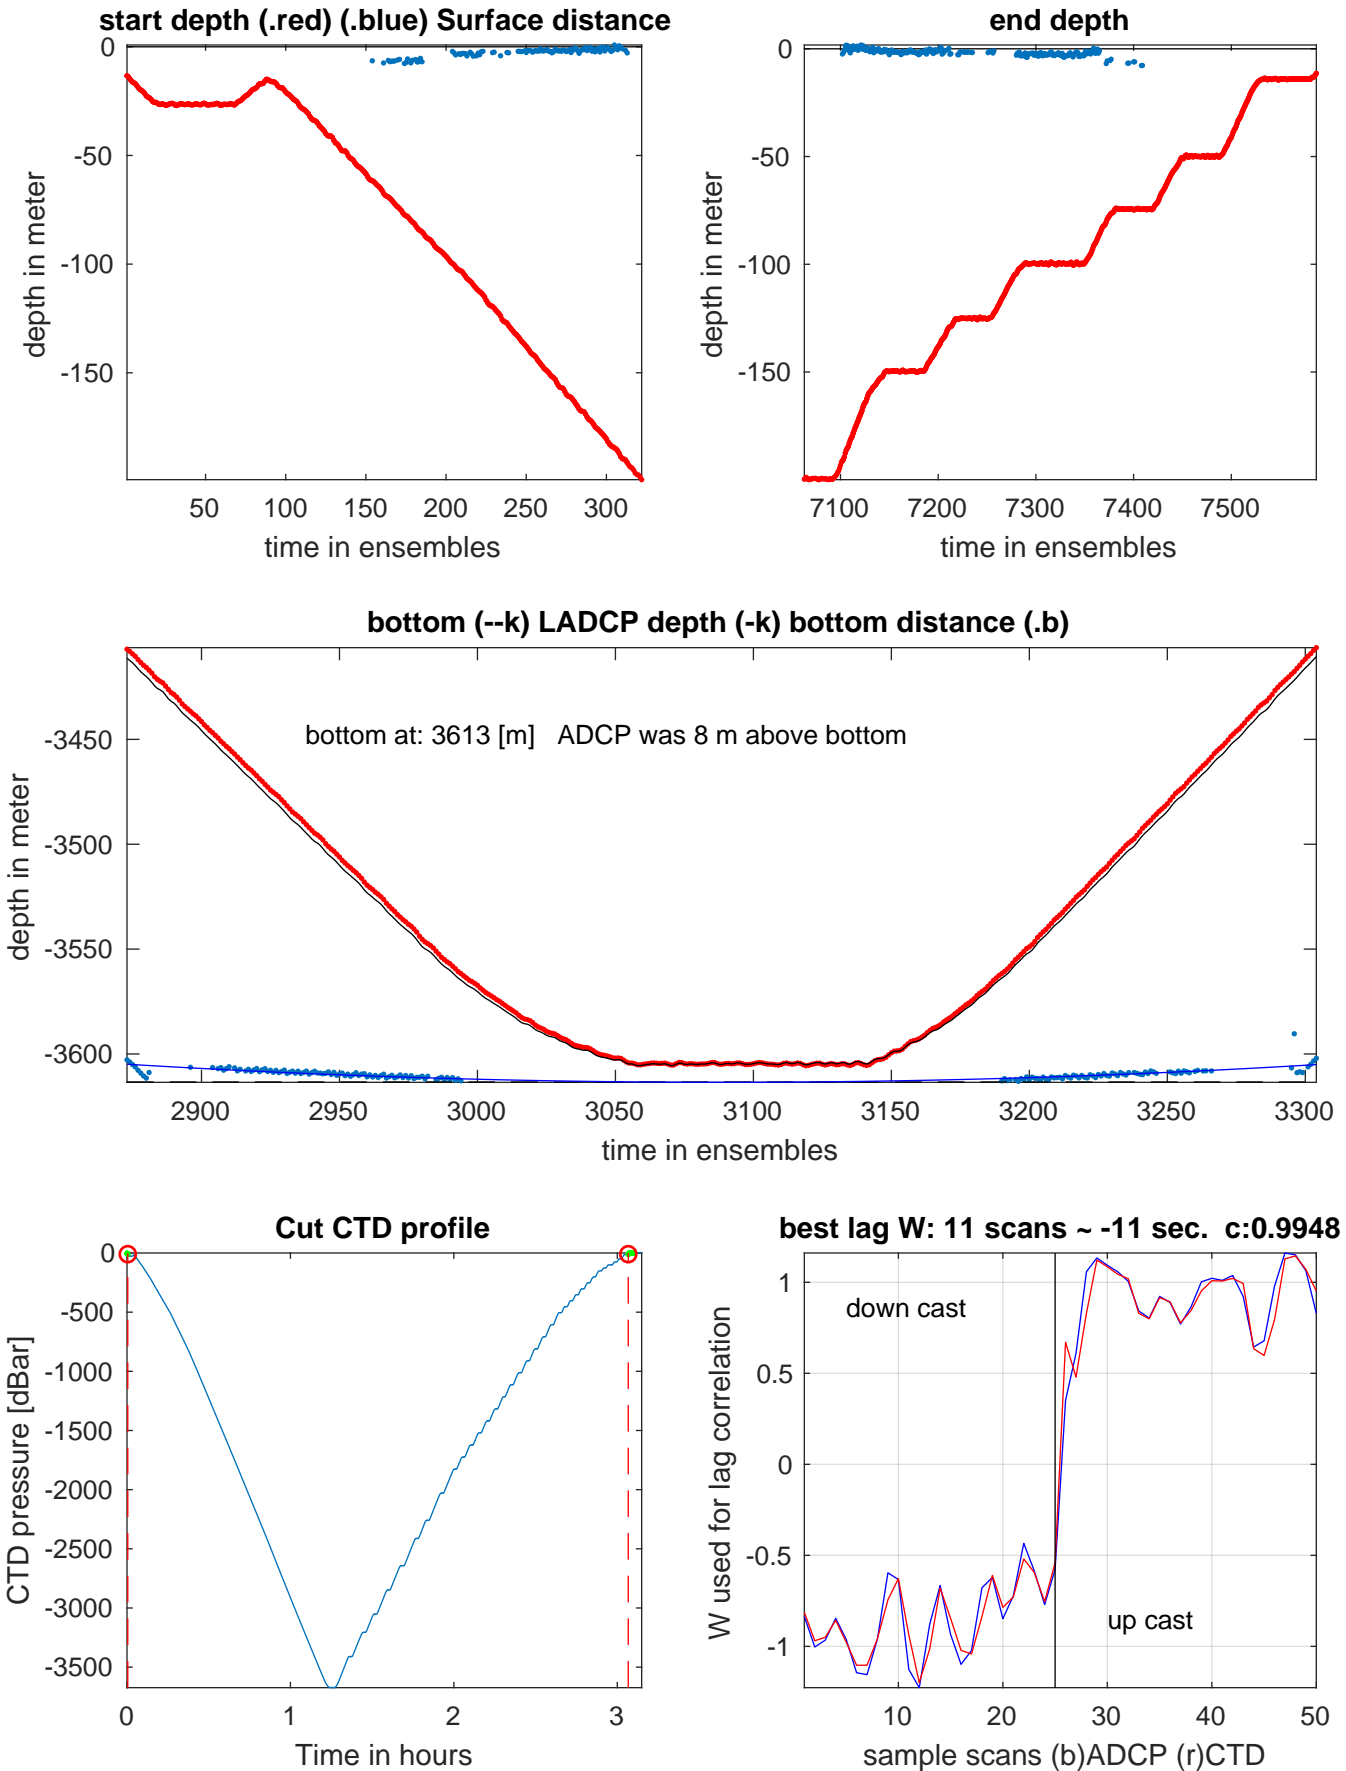 start depth (.red) (.blue) Surface distance
0
-50
-100
-150
depth in meter
50 100 150 200 250 300
time in ensembles
end depth
0
-50
-100
-150
depth in meter
7100 7200 7300 7400 7500
time in ensembles
bottom (--k) LADCP depth (-k) bottom distance (.b)
bottom at: 3613 [m] ADCP was 8 m above bottom
-3450
-3500
-3550
-3600
depth in meter
2900 2950 3000 3050 3100 3150 3200 3250 3300
time in ensembles
Cut CTD profile
0
-500
-1000
-1500
-2000
-2500
-3000
-3500
CTD pressure [dBar]
0 1 2 3
Time in hours
best lag W: 11 scans ~ -11 sec. c:0.9948
down cast
up cast
1
0.5
0
-0.5
-1
W used for lag correlation
10 20 30 40 50
sample scans (b)ADCP (r)CTD